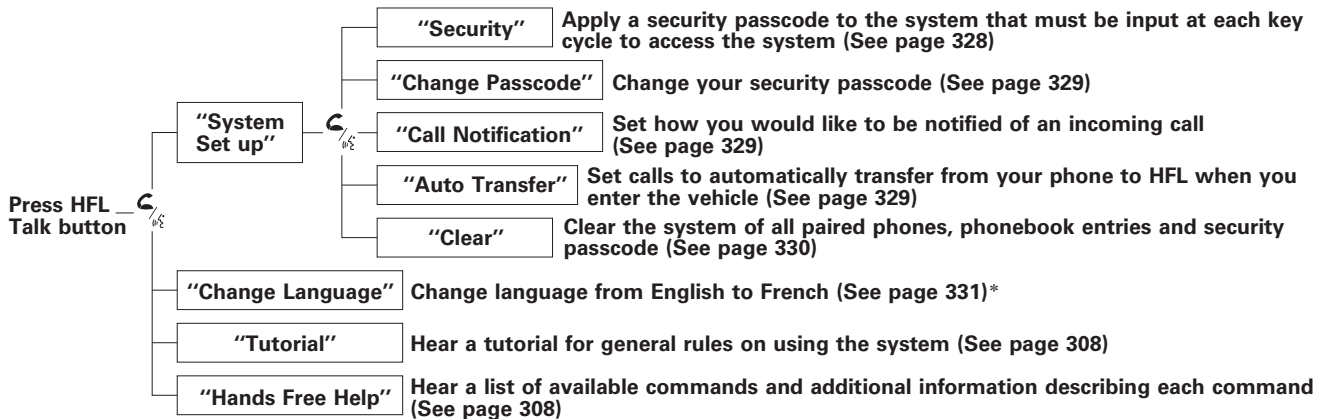 "Security"
Apply a security passcode to the system that must be input at each key
cycle to access the system (See page 328)
"Change Passcode"
Change your security passcode (See page 329)
"System
Set up"
"Call Notification"
Set how you would like to be notified of an incoming call
(See page 329)
"Auto Transfer"
Set calls to automatically transfer from your phone to HFL when you
enter the vehicle (See page 329)
Press HFL
Talk button
"Clear"
Clear the system of all paired phones, phonebook entries and security
passcode (See page 330)
"Change Language"
Change language from English to French (See page 331)*
"Tutorial"
Hear a tutorial for general rules on using the system (See page 308)
"Hands Free Help"
Hear a list of available commands and additional information describing each command
(See page 308)